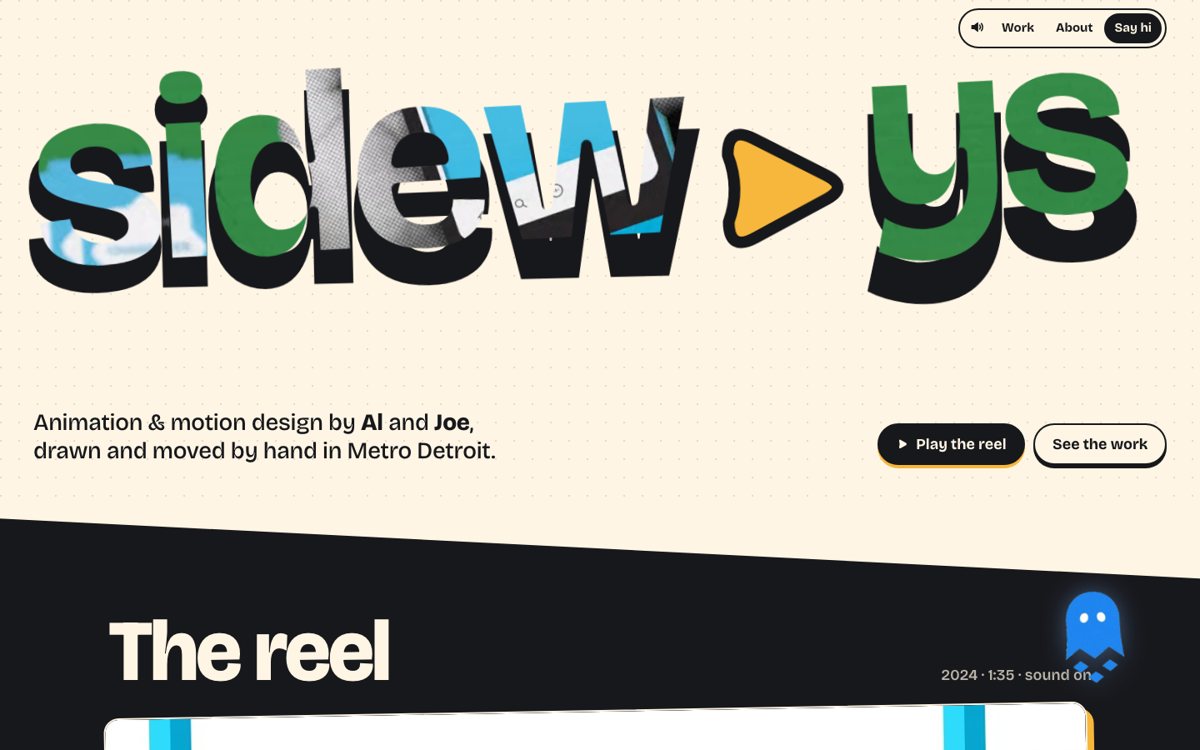 Work About Say hi
sidew ys
Animation & motion design by Al and Joe,
drawn and moved by hand in Metro Detroit.
Play the reel See the work
The reel
2024 · 1:35 · sound on